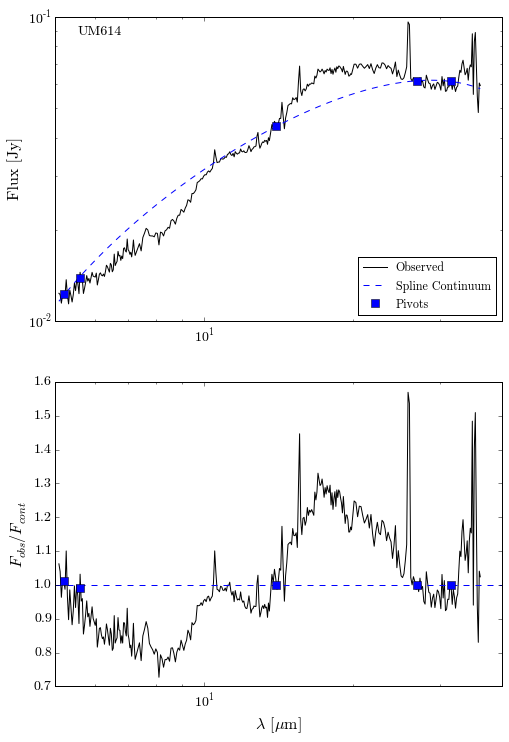 10^-1
UM614
Flux [Jy]
Observed
Spline Continuum
Pivots
10^-2
10^1
1.6
1.5
1.4
1.3
1.2
1.1
1.0
0.9
0.8
0.7
F_obs/F_cont
10^1
λ [μm]